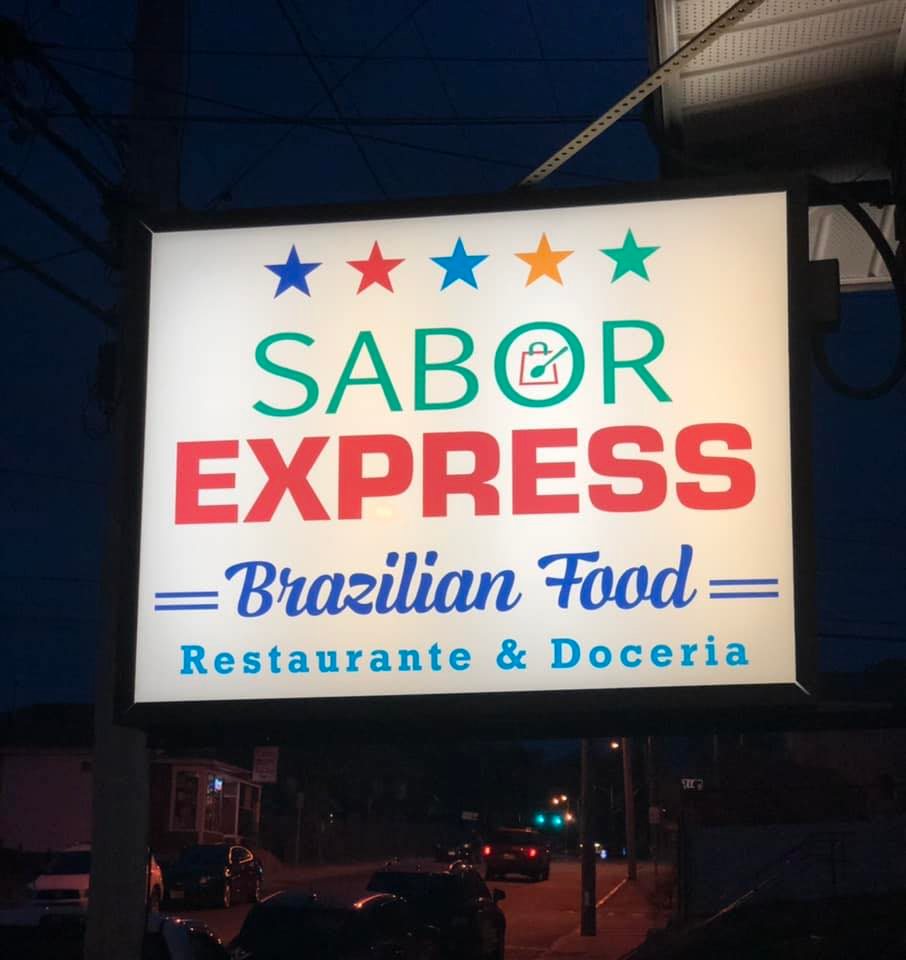 SABOR
EXPRESS
Brazilian Food
Restaurante & Doceria